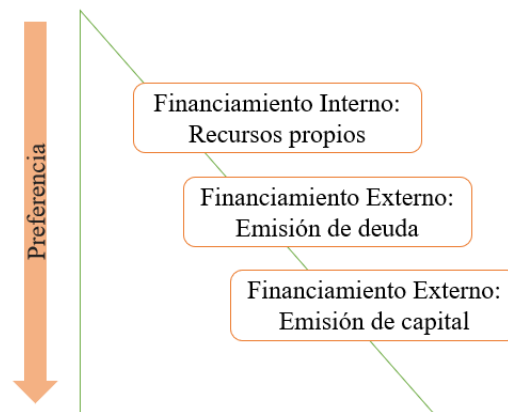 Preferencia
Financiamiento Interno:
Recursos propios
Financiamiento Externo:
Emisión de deuda
Financiamiento Externo:
Emisión de capital